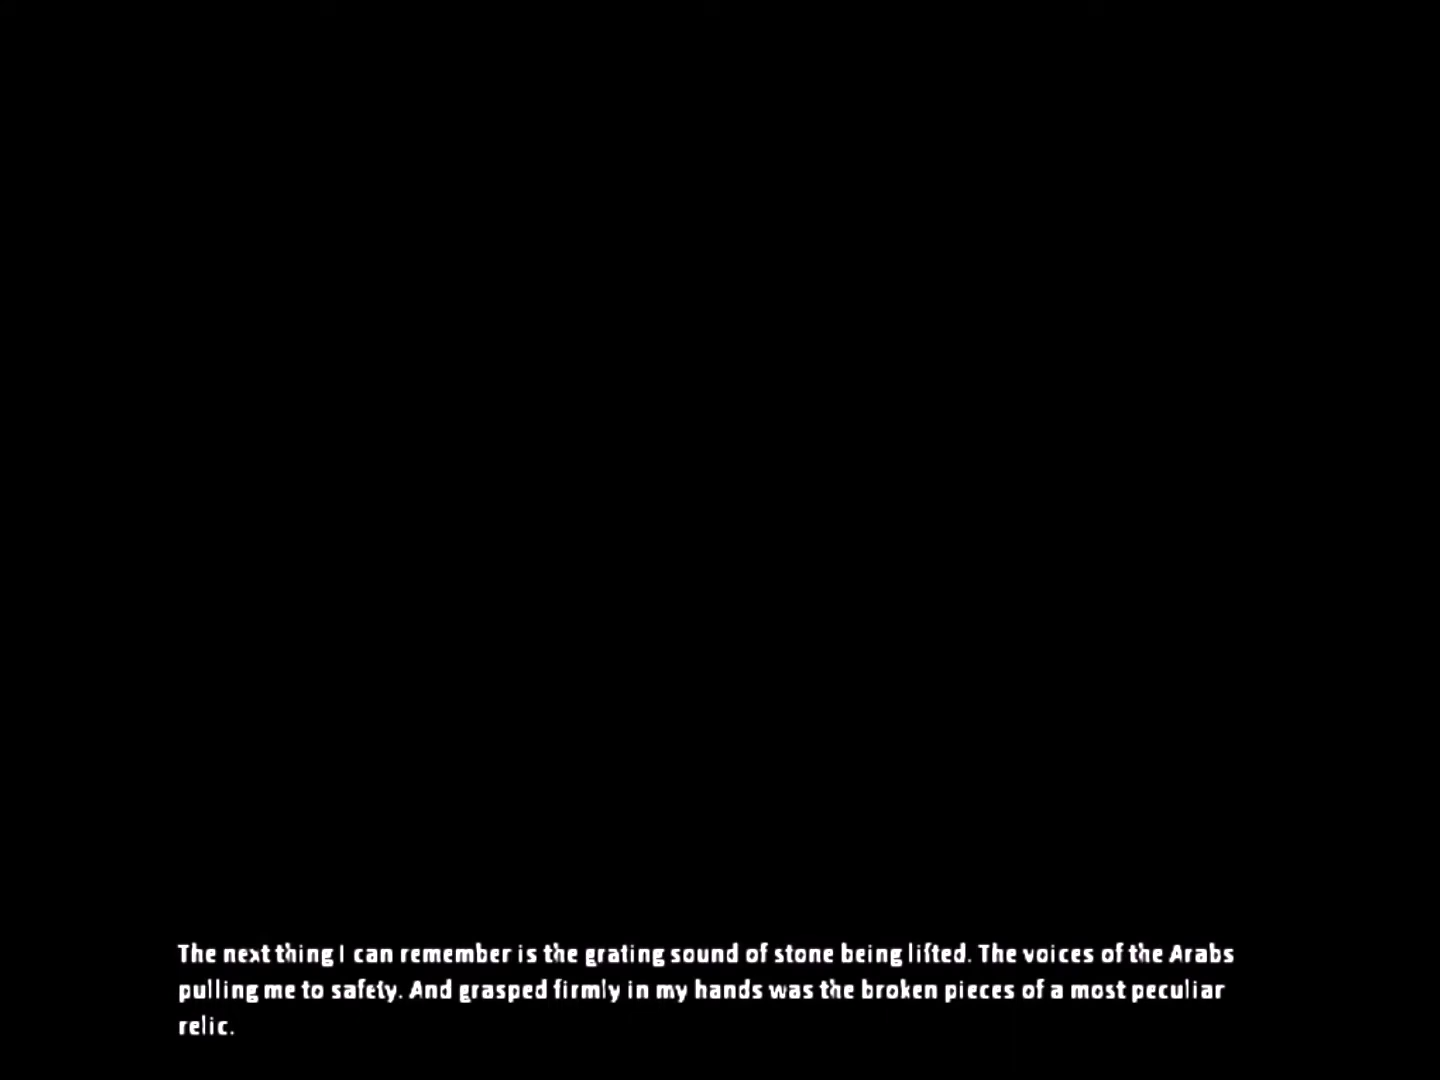 The next thing I can remember is the grating sound of stone being lifted. The voices of the Arabs
pulling me to safety. And grasped firmly in my hands was the broken pieces of a most peculiar
relic.